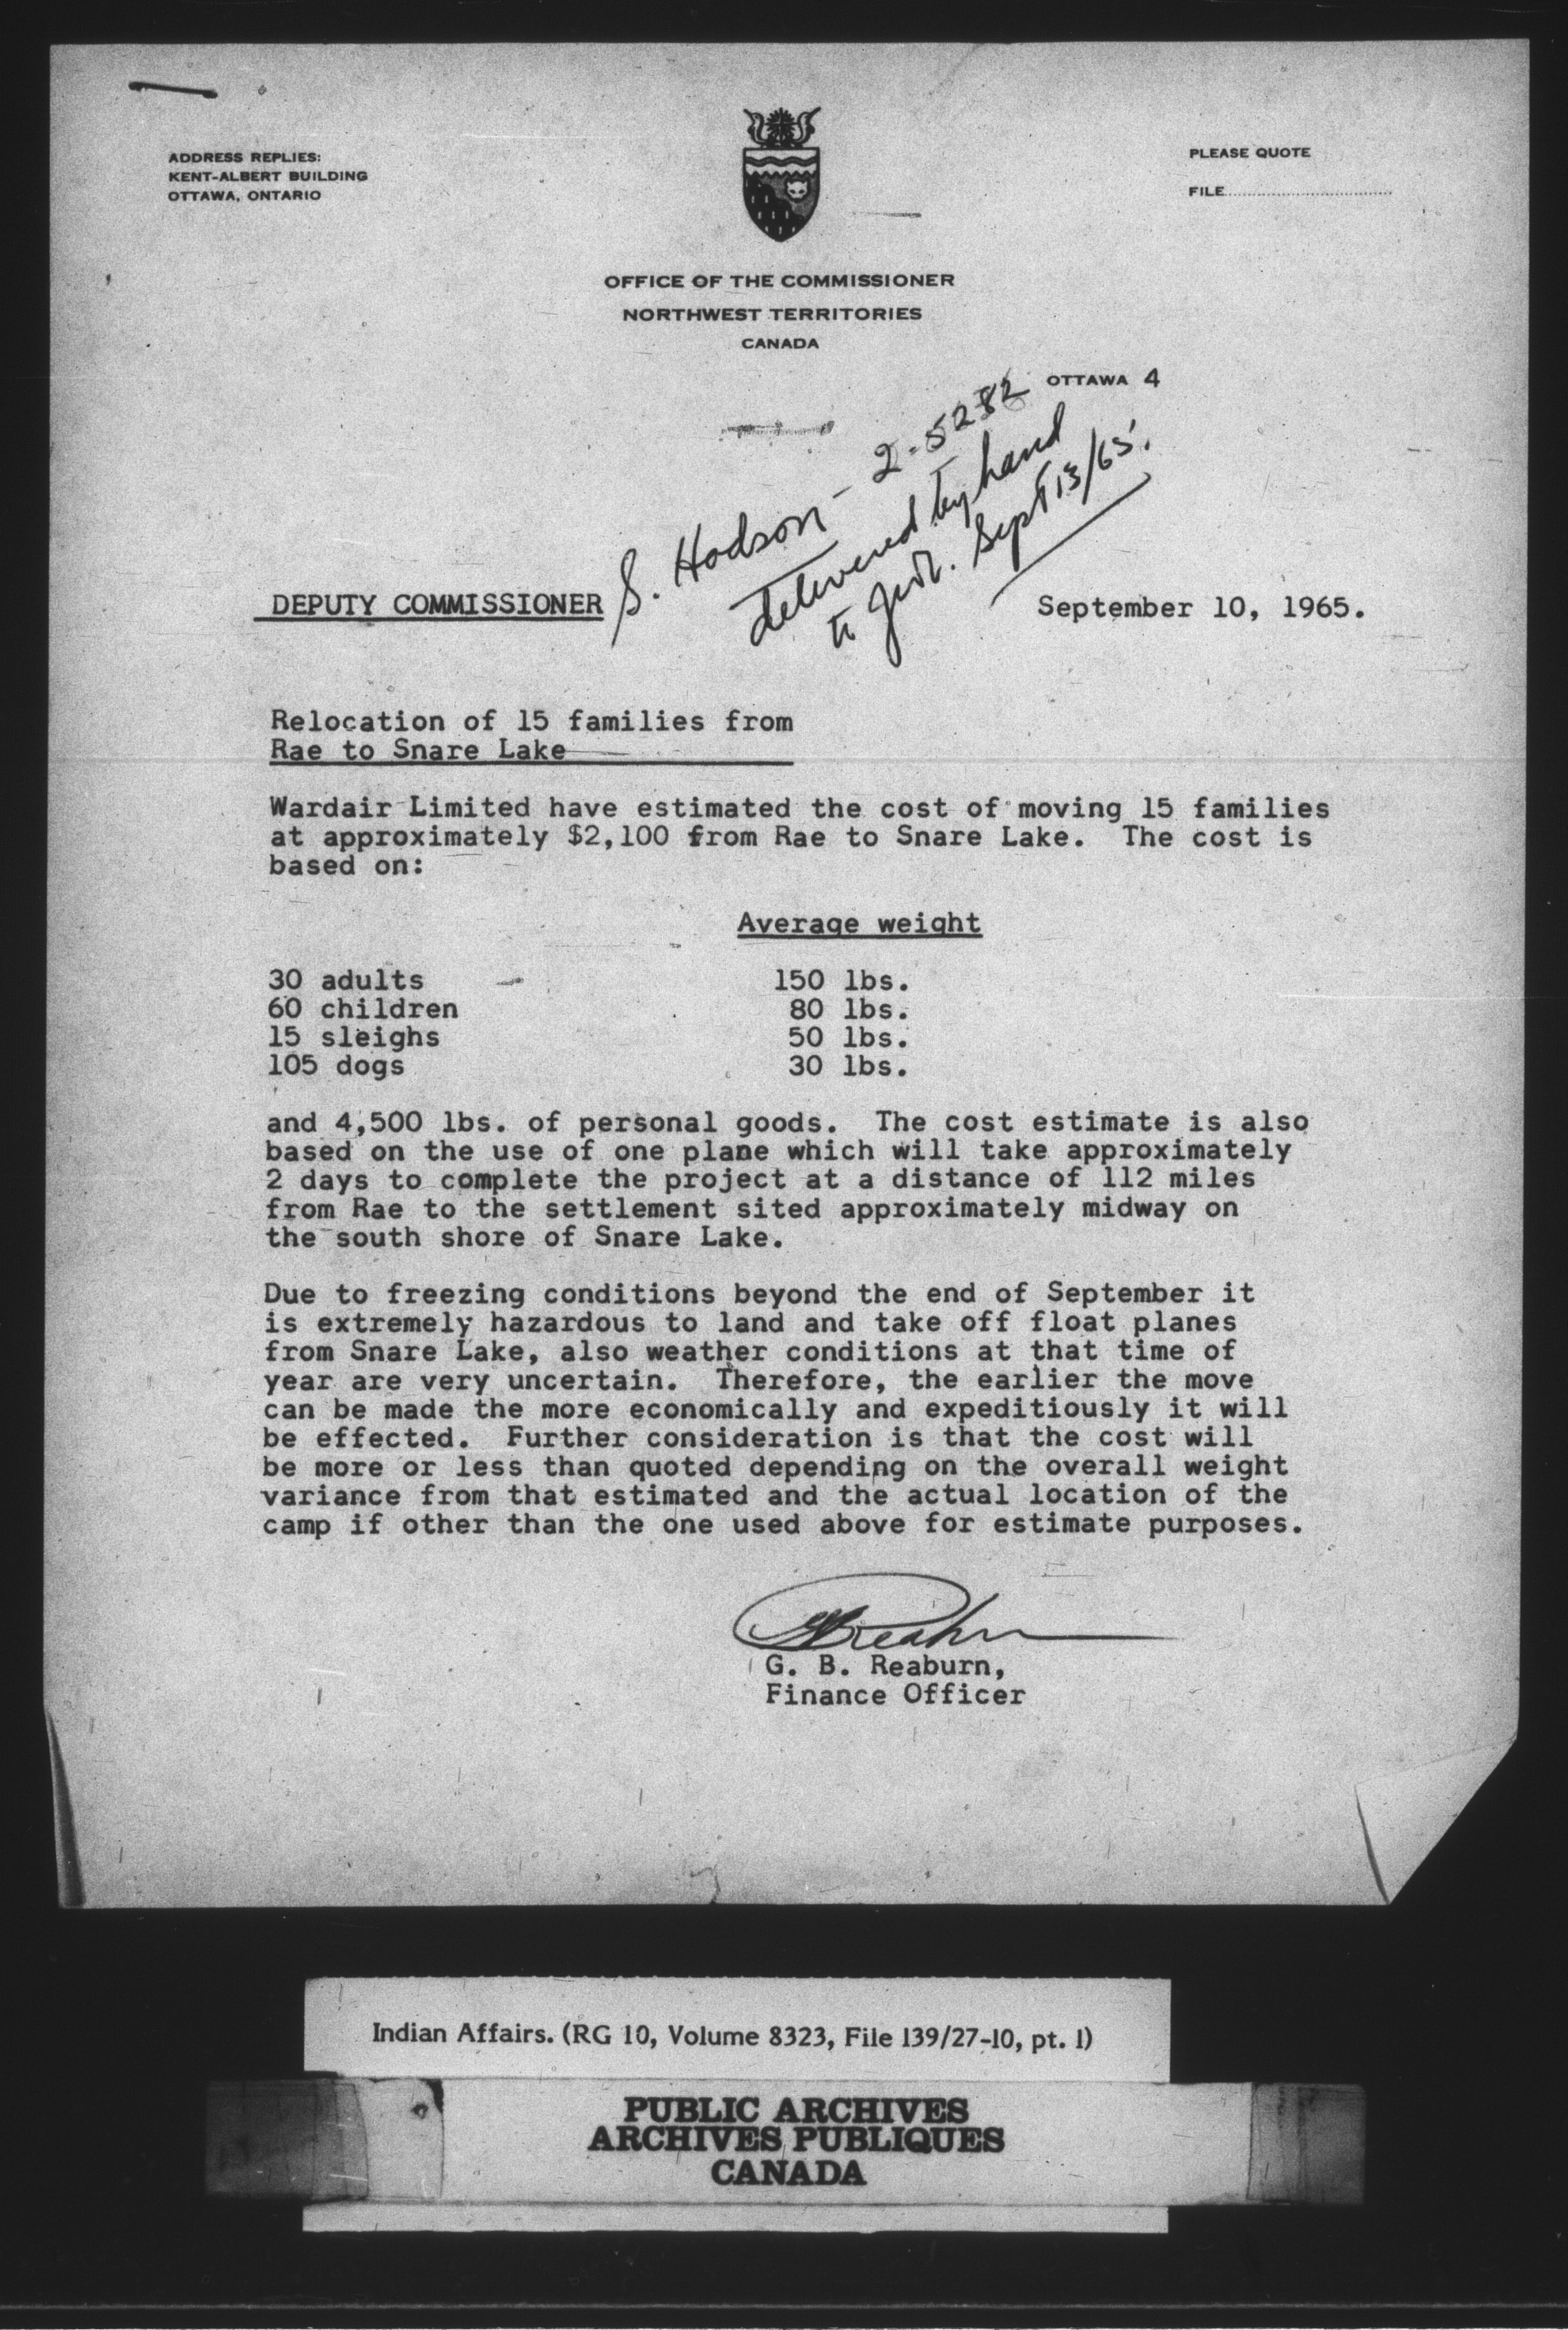 ADDRESS REPLIES:
KENT-ALBERT BUILDING
OTTAWA, ONTARIO
PLEASE QUOTE
FILE
OFFICE OF THE COMMISSIONER
NORTHWEST TERRITORIES
CANADA
OTTAWA 4
S. Hodson - 2-5282
delivered by hand
Sept 13/65.
DEPUTY COMMISSIONER
September 10, 1965.
Relocation of 15 families from
Rae to Snare Lake
Wardair Limited have estimated the cost of moving 15 families
at approximately $2,100 from Rae to Snare Lake. The cost is
based on:
Average weight
30 adults 150 lbs.
60 children 80 lbs.
15 sleighs 50 lbs.
105 dogs 30 lbs.
and 4,500 lbs. of personal goods. The cost estimate is also
based on the use of one plane which will take approximately
2 days to complete the project at a distance of 112 miles
from Rae to the settlement sited approximately midway on
the south shore of Snare Lake.
Due to freezing conditions beyond the end of September it
is extremely hazardous to land and take off float planes
from Snare Lake, also weather conditions at that time of
year are very uncertain. Therefore, the earlier the move
can be made the more economically and expeditiously it will
be effected. Further consideration is that the cost will
be more or less than quoted depending on the overall weight
variance from that estimated and the actual location of the
camp if other than the one used above for estimate purposes.
G. B. Reaburn,
Finance Officer
Indian Affairs. (RG 10, Volume 8323, File 139/27-10, pt. 1)
PUBLIC ARCHIVES
ARCHIVES PUBLIQUES
CANADA